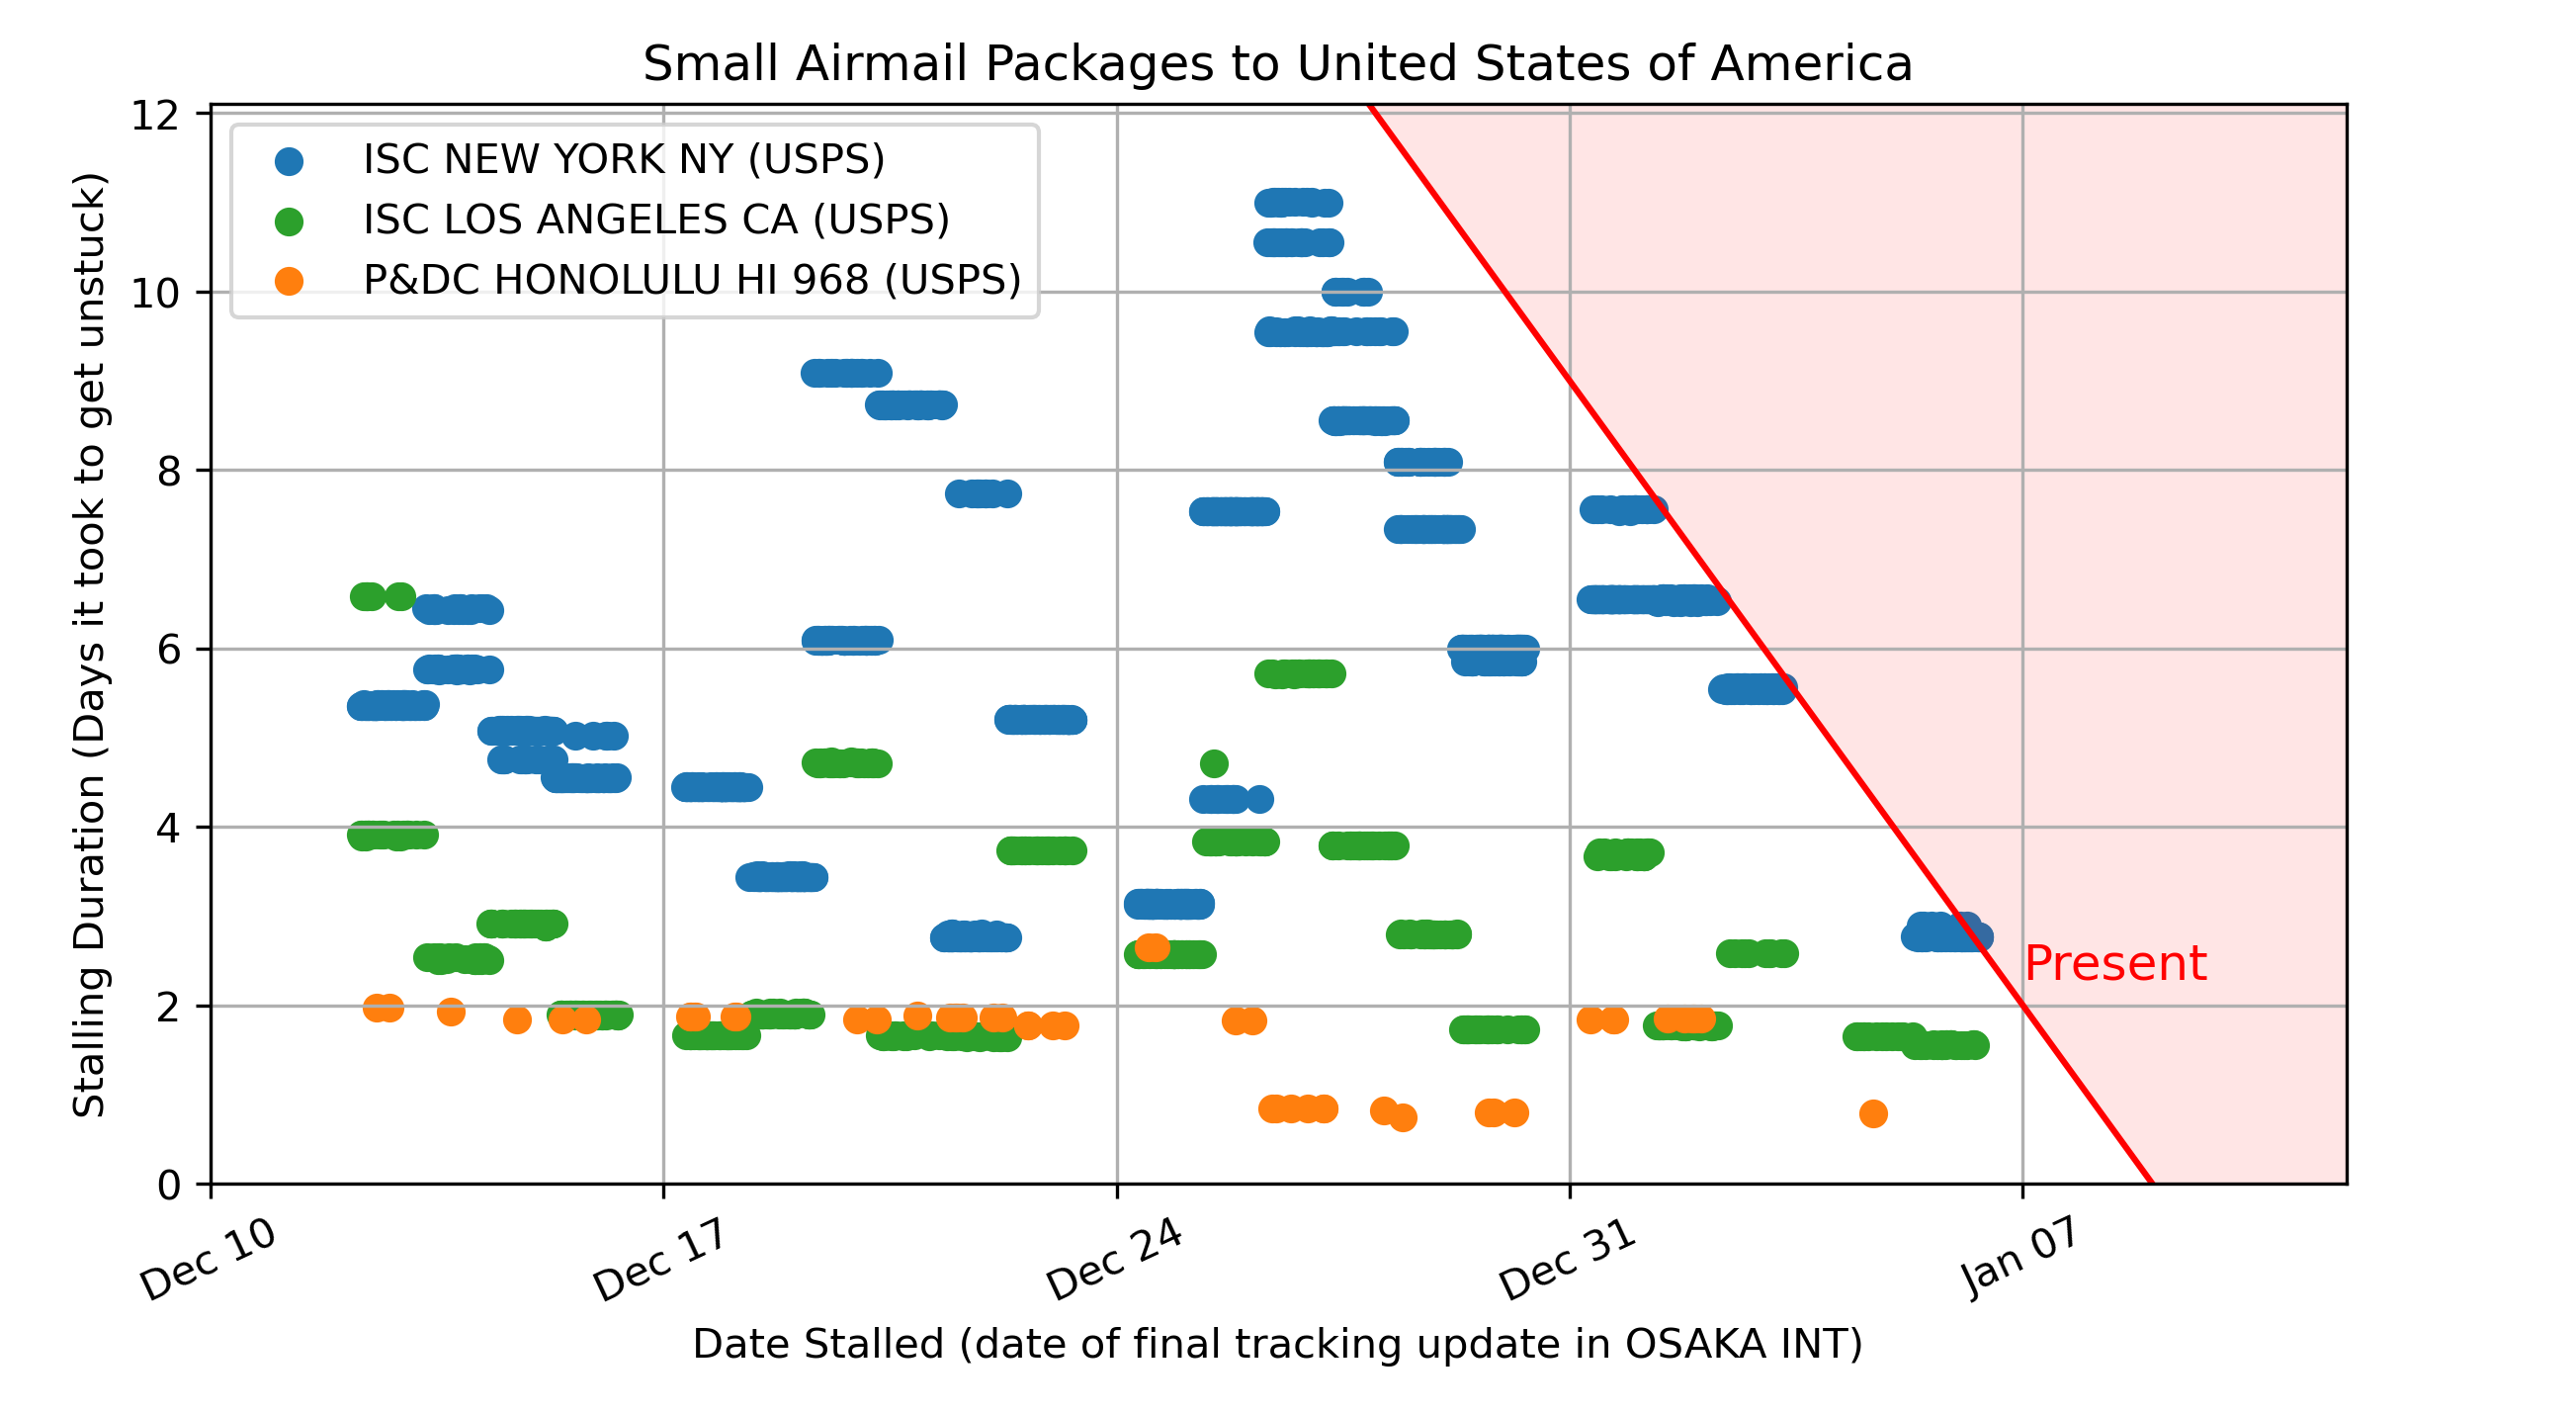 Small Airmail Packages to United States of America
Stalling Duration (Days it took to get unstuck)
12
10
8
6
4
2
0
ISC NEW YORK NY (USPS)
ISC LOS ANGELES CA (USPS)
P&DC HONOLULU HI 968 (USPS)
Present
Dec 10
Dec 17
Dec 24
Dec 31
Jan 07
Date Stalled (date of final tracking update in OSAKA INT)